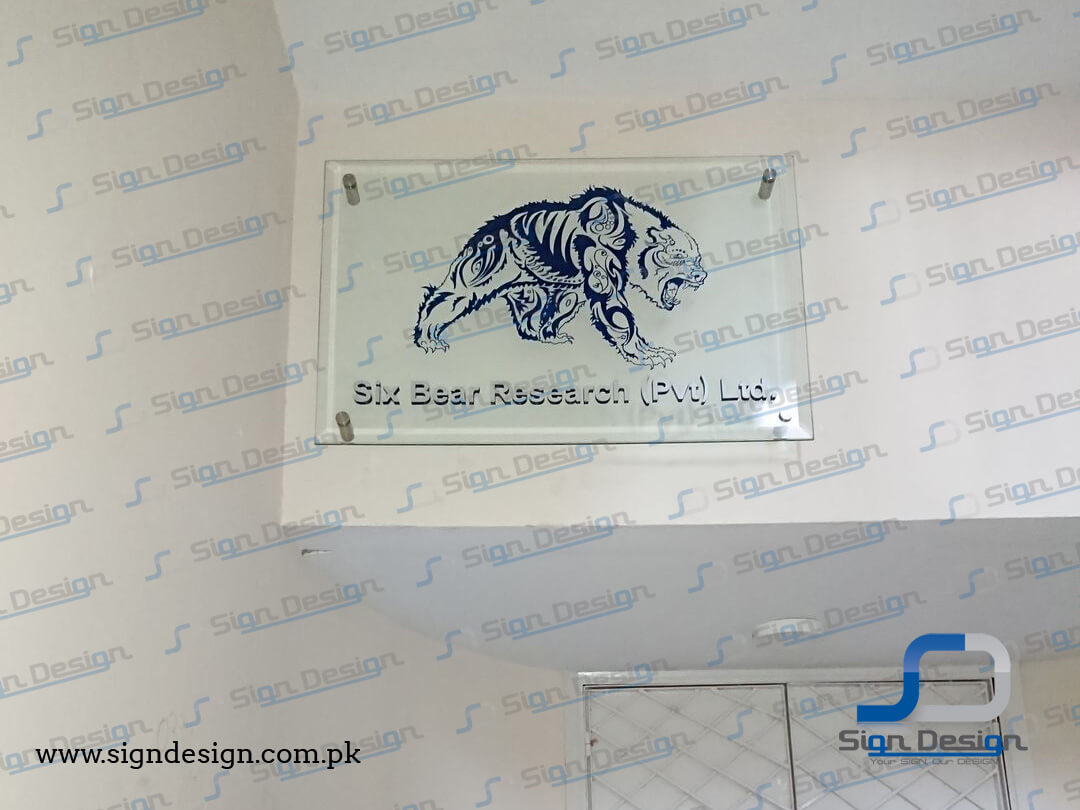 Six Bear Research (Pvt) Ltd.
www.signdesign.com.pk
Sign Design
Your SIGN, Our DESIGN